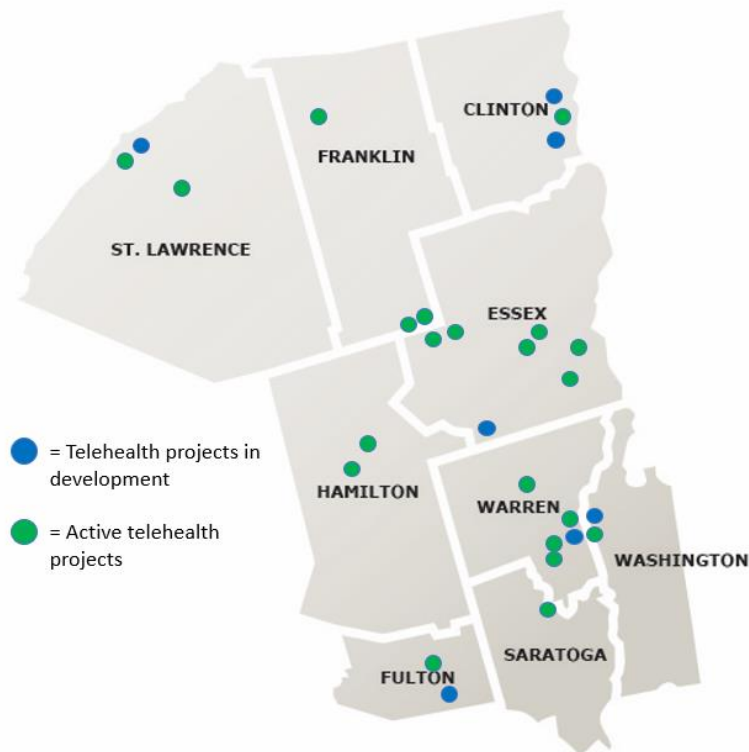 CLINTON
FRANKLIN
ST. LAWRENCE
ESSEX
= Telehealth projects in
development
HAMILTON
WARREN
= Active telehealth
projects
WASHINGTON
SARATOGA
FULTON